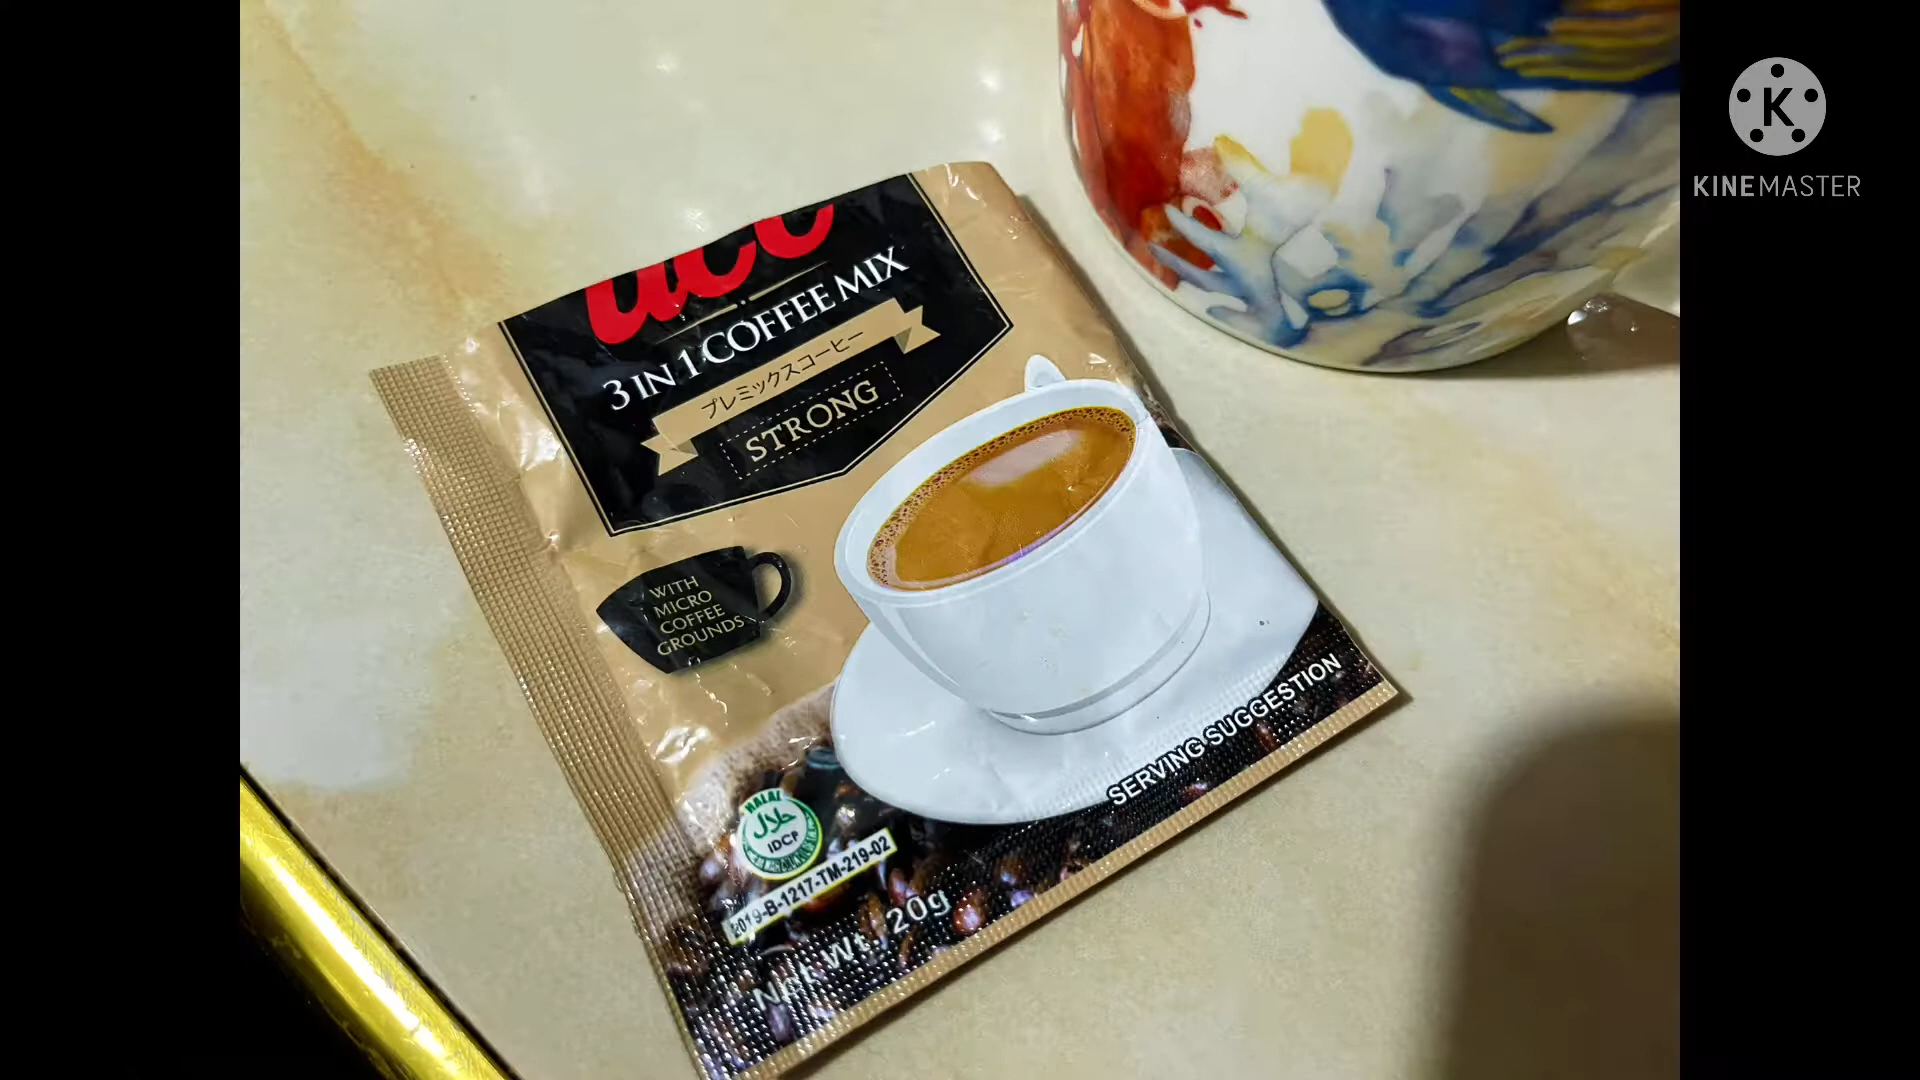 ucc
3 IN 1 COFFEE MIX
プレミックスコーヒー
STRONG
WITH
MICRO
COFFEE
GROUNDS
SERVING SUGGESTION
HALAL
حلال
IDCP
2019-B-1217-TM-219-02
Net Wt. 20g
KINEMASTER